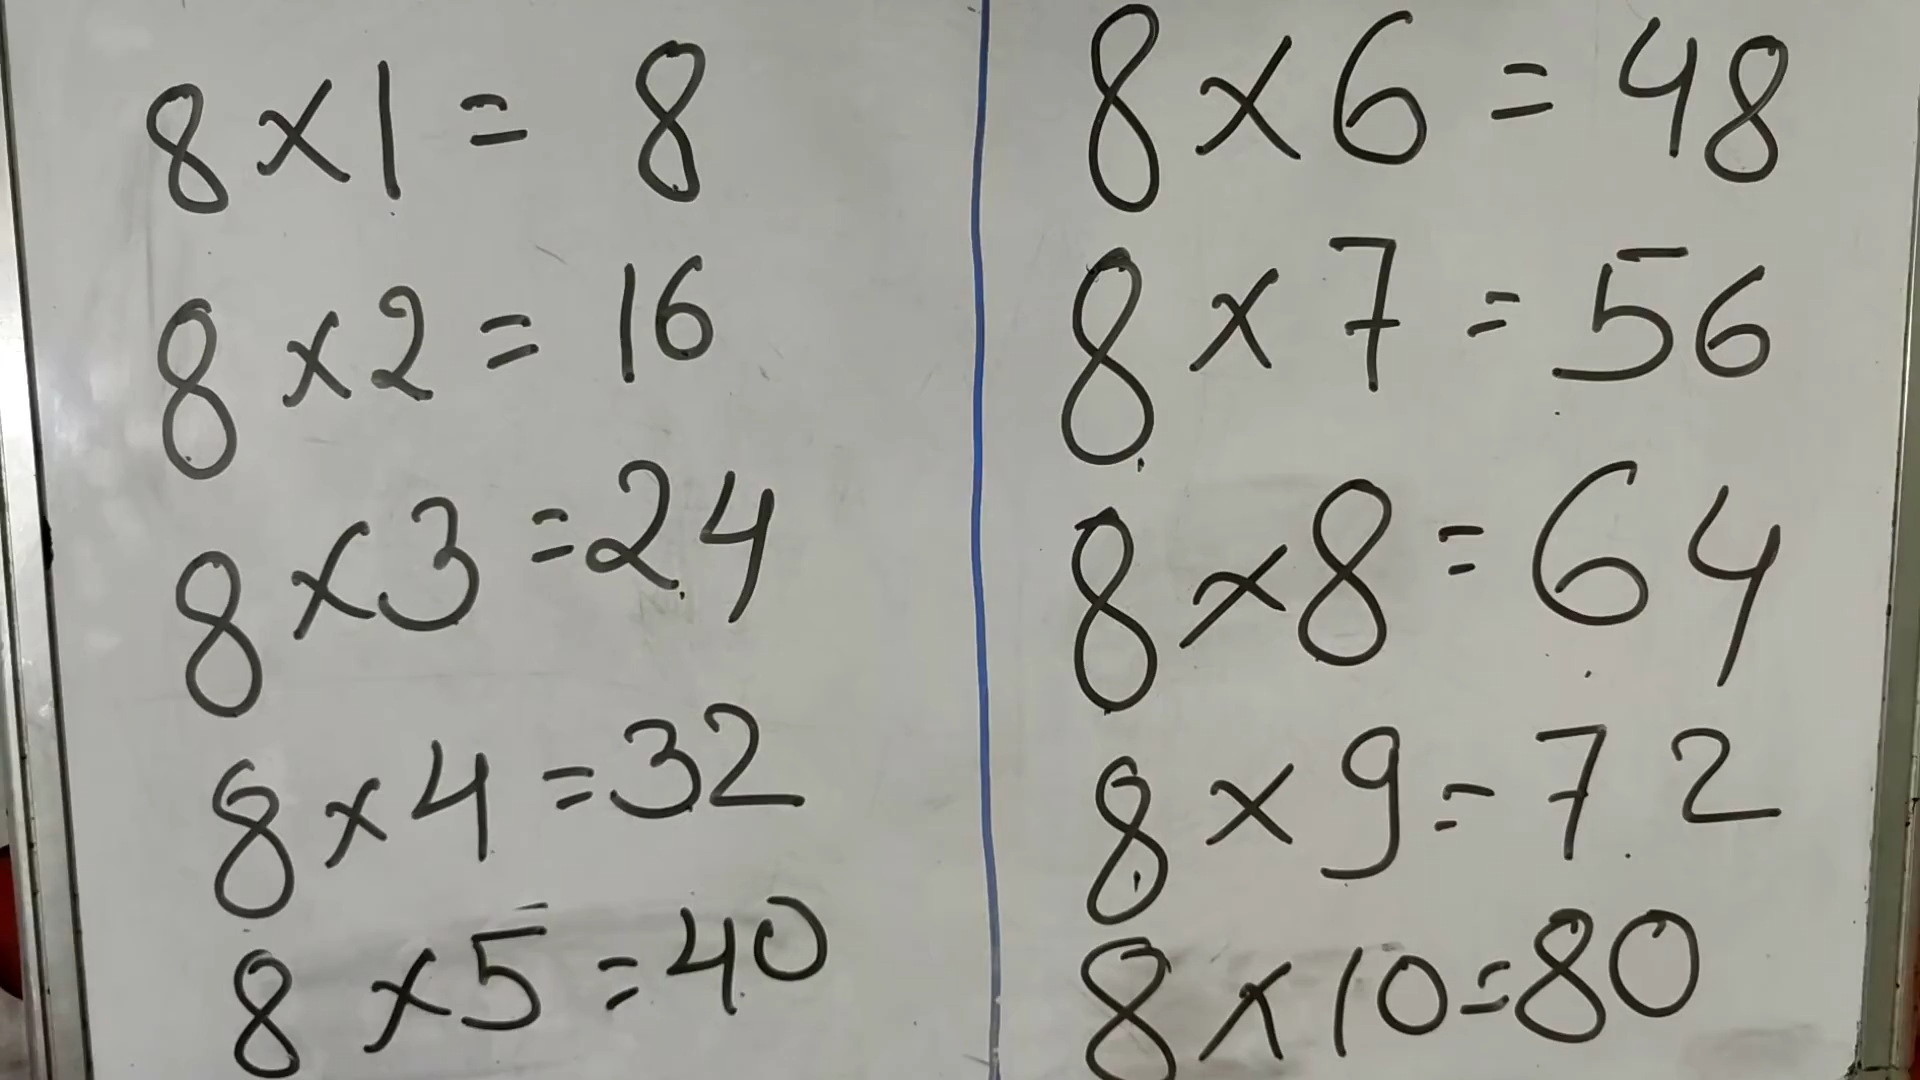 8 × 1 = 8
8 × 2 = 16
8 × 3 = 24
8 × 4 = 32
8 × 5 = 40
8 × 6 = 48
8 × 7 = 56
8 × 8 = 64
8 × 9 = 72
8 × 10 = 80